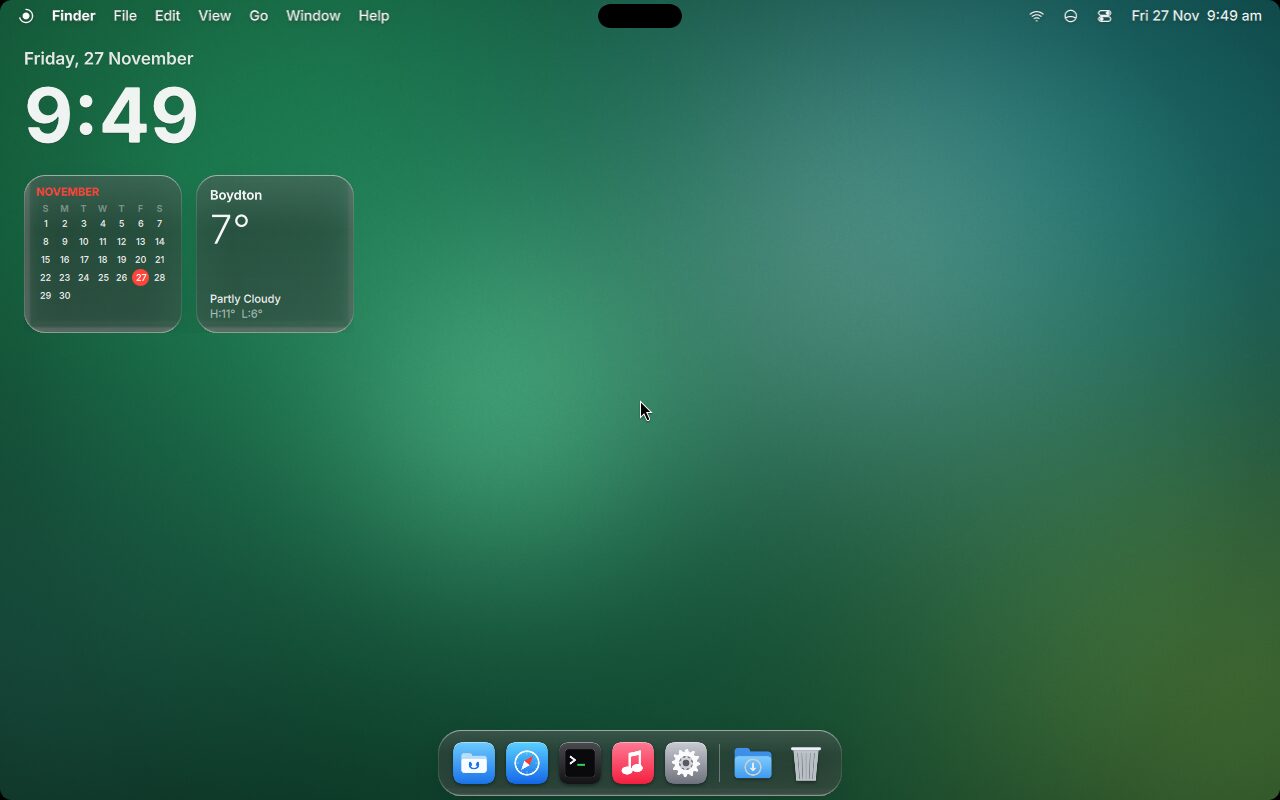 Finder File Edit View Go Window Help Fri 27 Nov 9:49 am
Friday, 27 November
9:49
NOVEMBER
S M T W T F S
1 2 3 4 5 6 7
8 9 10 11 12 13 14
15 16 17 18 19 20 21
22 23 24 25 26 27 28
29 30
Boydton
7°
Partly Cloudy
H:11° L:6°